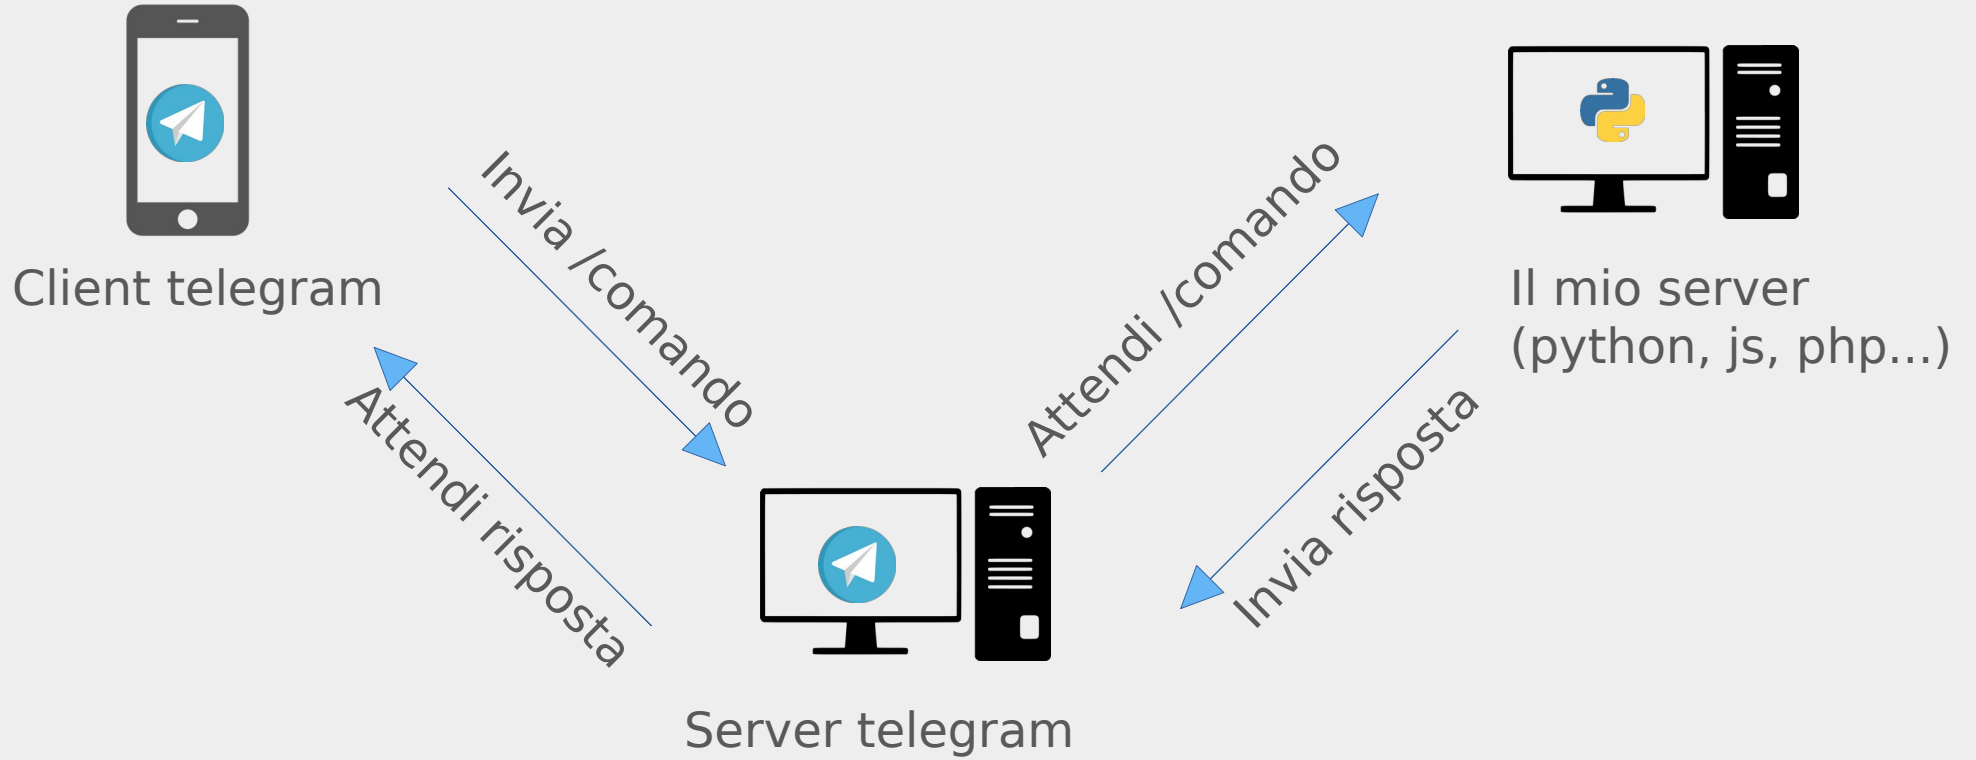 Client telegram
Invia /comando
Attendi risposta
Server telegram
Attendi /comando
Invia risposta
Il mio server
(python, js, php...)